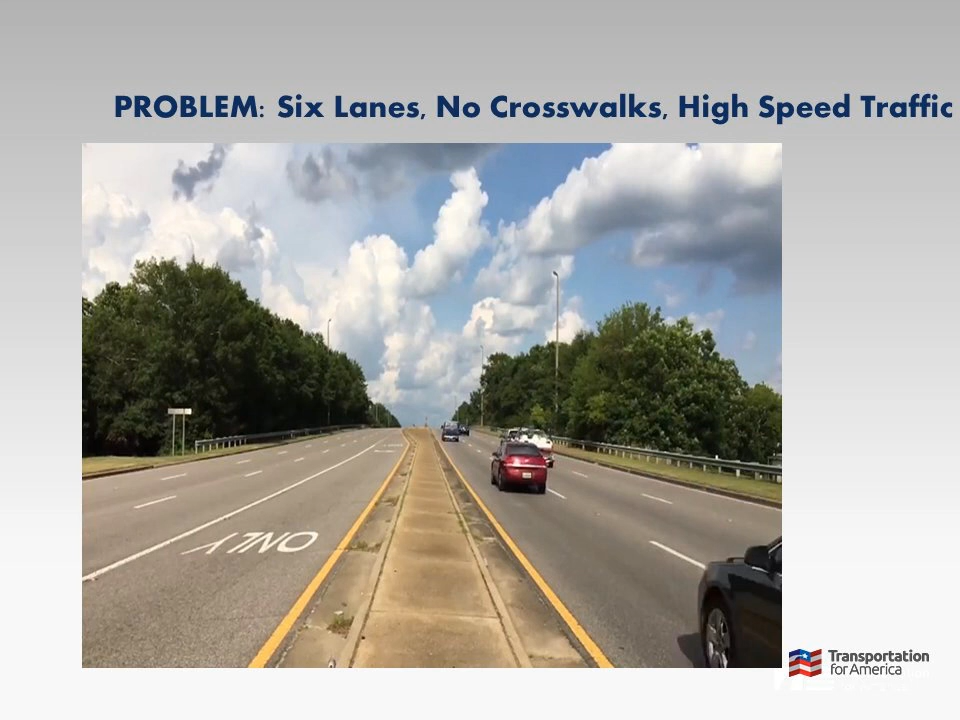 PROBLEM: Six Lanes, No Crosswalks, High Speed Traffic
ONLY
Transportation
for America